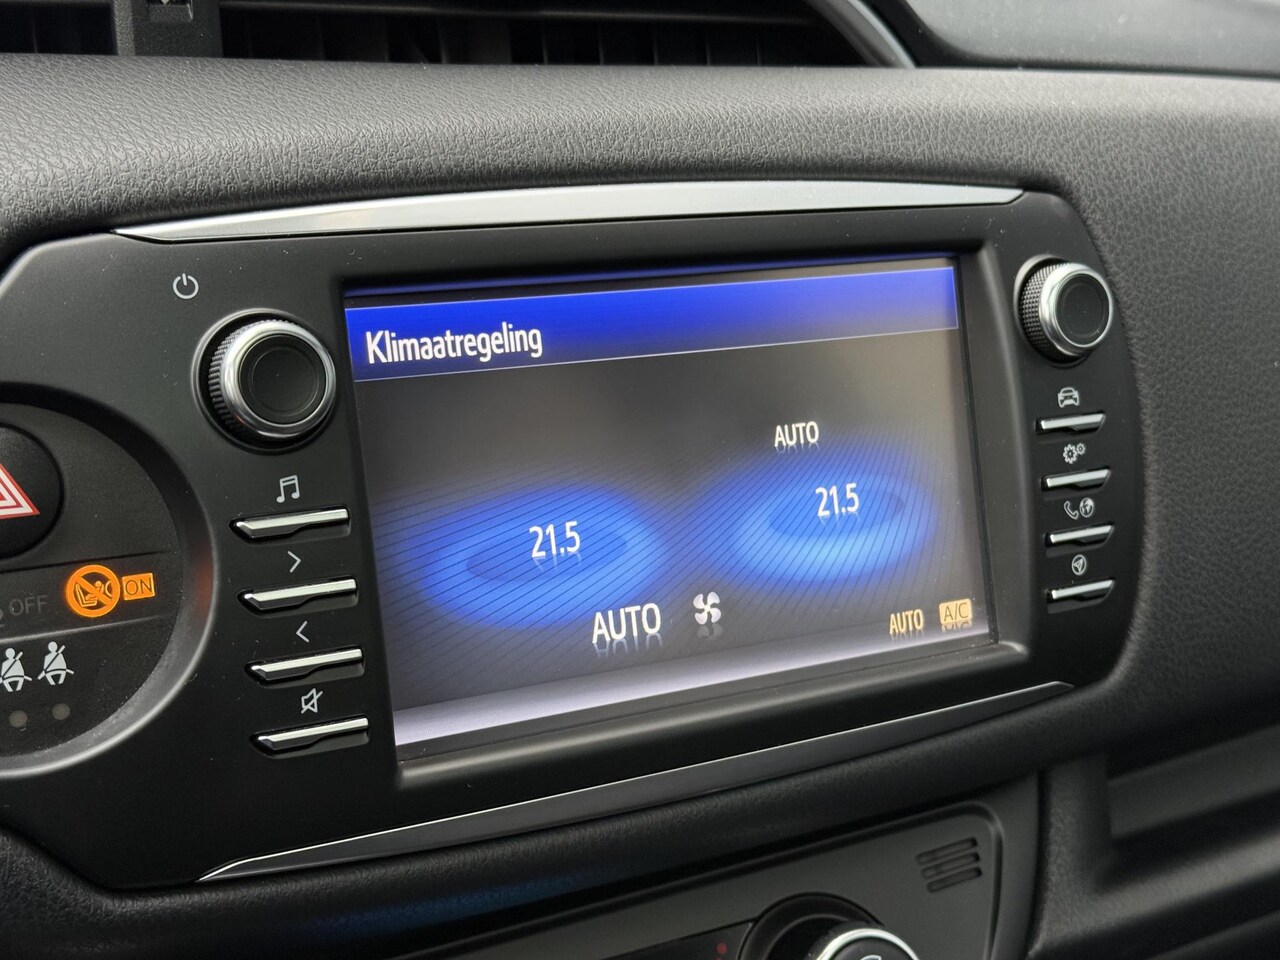 Klimaatregeling
AUTO
21.5
21.5
AUTO
AUTO A/C
OFF
ON